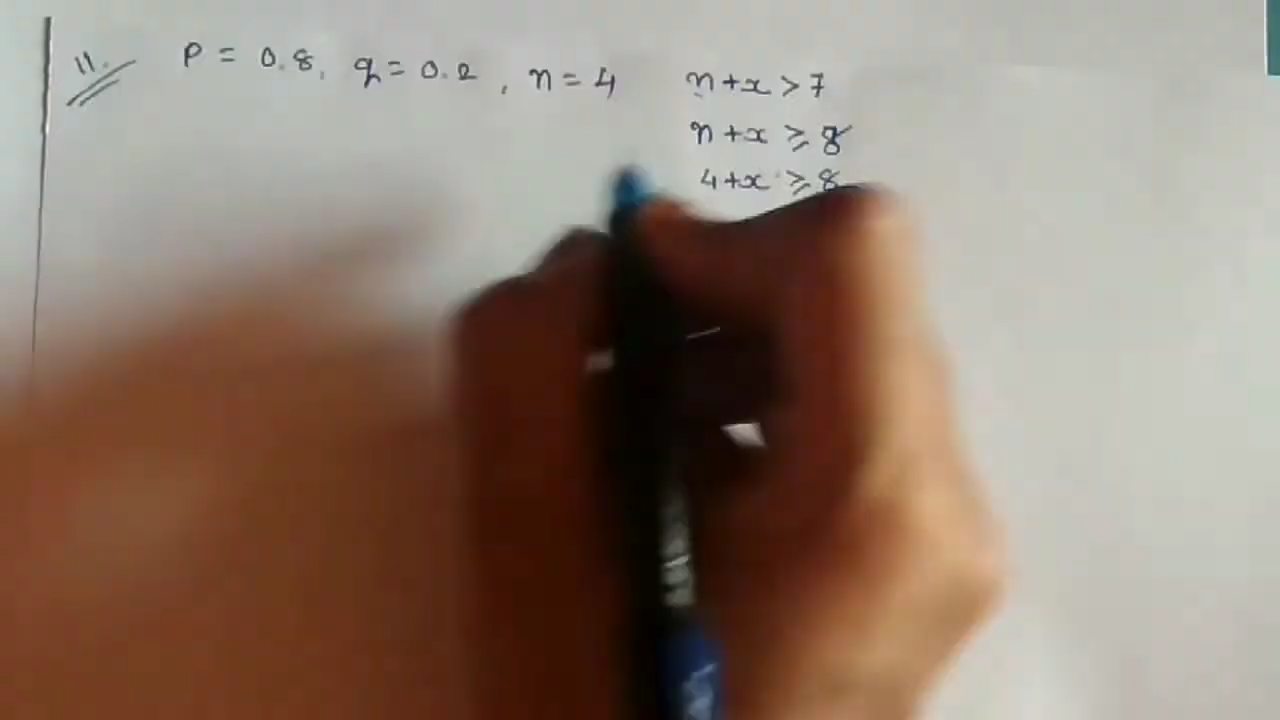 11. P = 0.8, q = 0.2, n = 4
n + x > 7
n + x ≥ 8
4 + x ≥ 8